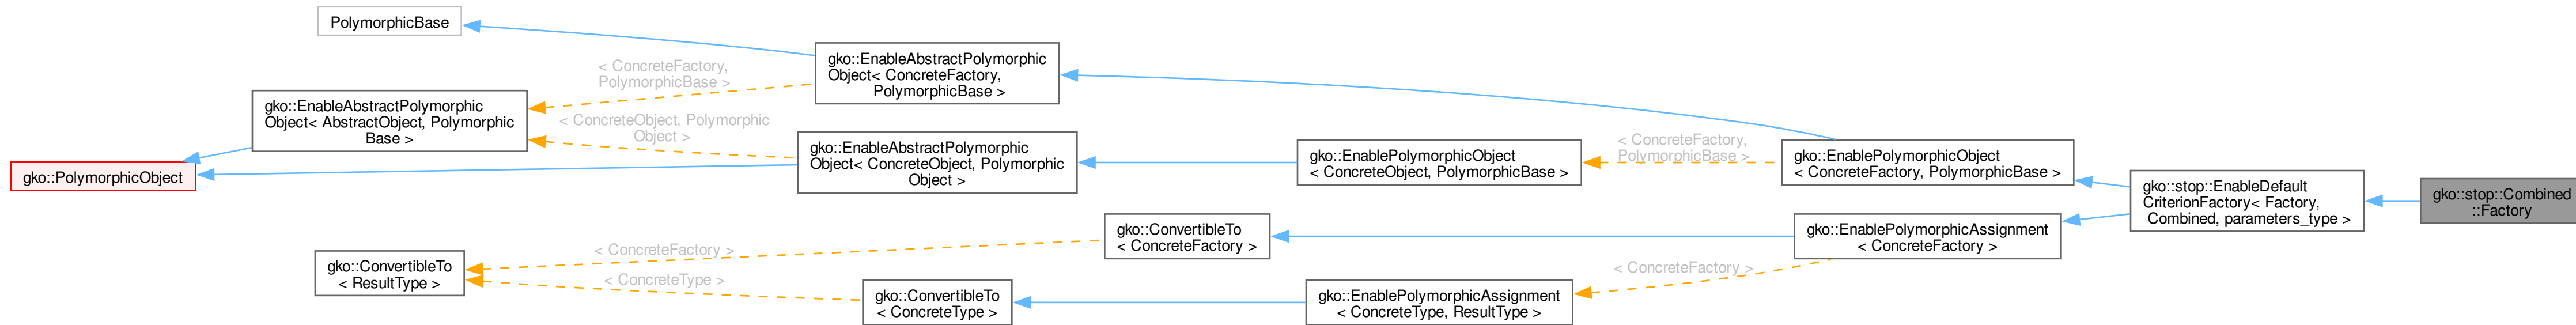 PolymorphicBase
gko::EnableAbstractPolymorphic
Object< ConcreteFactory,
PolymorphicBase >
< ConcreteFactory,
PolymorphicBase >
gko::EnableAbstractPolymorphic
Object< AbstractObject, Polymorphic
Base >
< ConcreteObject, Polymorphic
Object >
gko::PolymorphicObject
gko::EnableAbstractPolymorphic
Object< ConcreteObject, Polymorphic
Object >
gko::EnablePolymorphicObject
< ConcreteObject, PolymorphicBase >
< ConcreteFactory,
PolymorphicBase >
gko::EnablePolymorphicObject
< ConcreteFactory, PolymorphicBase >
gko::stop::EnableDefault
CriterionFactory< Factory,
Combined, parameters_type >
gko::stop::Combined
::Factory
gko::ConvertibleTo
< ConcreteFactory >
gko::EnablePolymorphicAssignment
< ConcreteFactory >
< ConcreteFactory >
gko::ConvertibleTo
< ResultType >
< ConcreteType >
< ConcreteFactory >
gko::ConvertibleTo
< ConcreteType >
gko::EnablePolymorphicAssignment
< ConcreteType, ResultType >